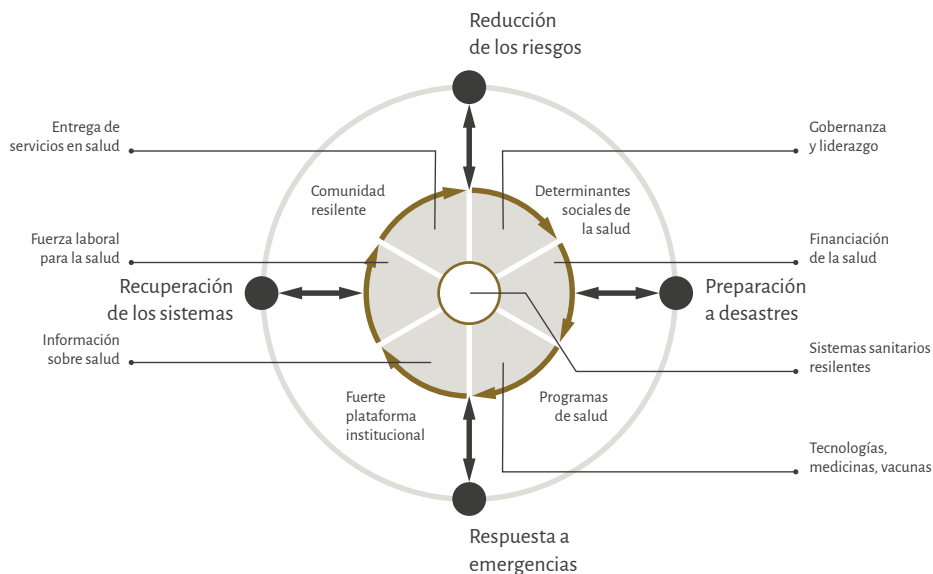 Reducción
de los riesgos
Entrega de
servicios en salud
Gobernanza
y liderazgo
Comunidad
resilente
Determinantes
sociales de
la salud
Fuerza laboral
para la salud
Financiación
de la salud
Recuperación
de los sistemas
Preparación
a desastres
Información
sobre salud
Sistemas sanitarios
resilentes
Fuerte
plataforma
institucional
Programas
de salud
Tecnologías,
medicinas, vacunas
Respuesta a
emergencias